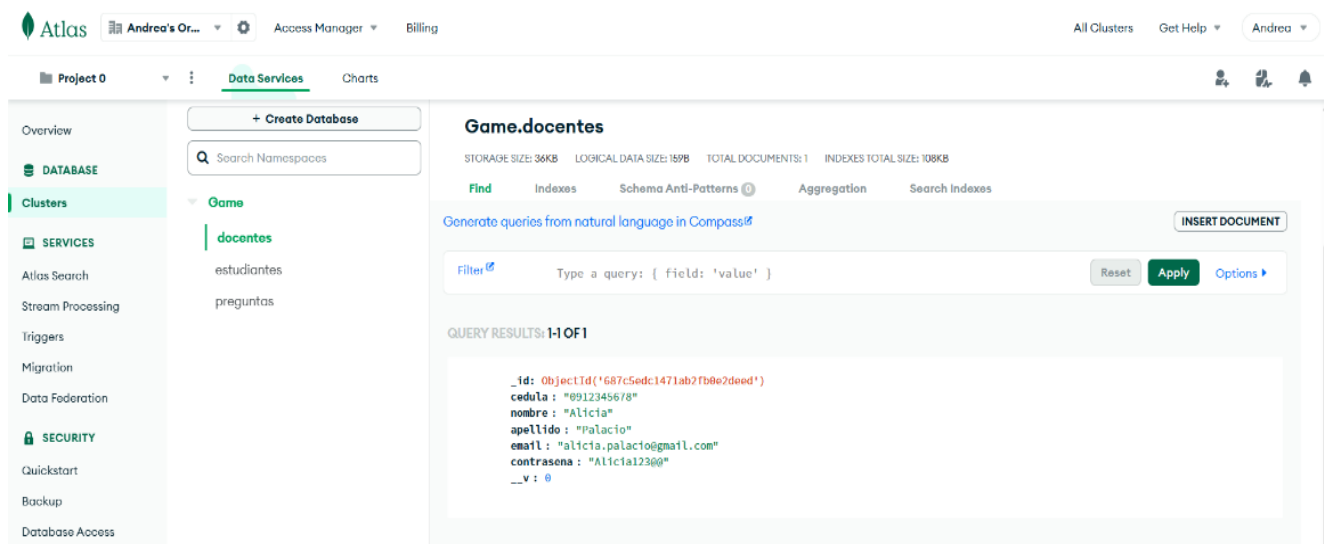 Atlas Andrea's Or... Access Manager Billing All Clusters Get Help Andrea
Project 0 Data Services Charts
Overview
DATABASE
Clusters
SERVICES
Atlas Search
Stream Processing
Triggers
Migration
Data Federation
SECURITY
Quickstart
Backup
Database Access
+ Create Database
Search Namespaces
Game
docentes
estudiantes
preguntas
Game.docentes
STORAGE SIZE: 36KB LOGICAL DATA SIZE: 159B TOTAL DOCUMENTS: 1 INDEXES TOTAL SIZE: 108KB
Find Indexes Schema Anti-Patterns 0 Aggregation Search Indexes
Generate queries from natural language in Compass
INSERT DOCUMENT
Filter Type a query: { field: 'value' } Reset Apply Options
QUERY RESULTS: 1-1 OF 1
_id: ObjectId('687c5edc1471ab2fb0e2deed')
cedula : "0912345678"
nombre : "Alicia"
apellido : "Palacio"
email : "alicia.palacio@gmail.com"
contrasena : "Alicia123@@"
__v : 0